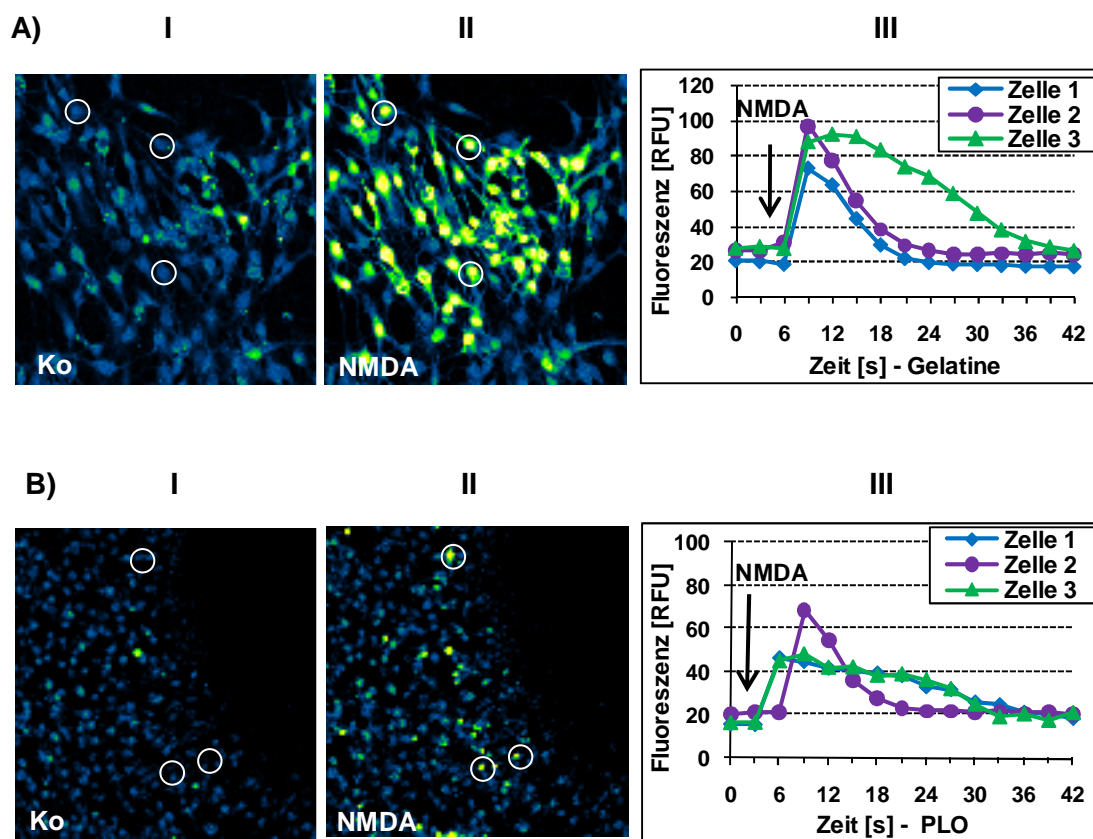 A) I II III
Ko
NMDA
Fluoreszenz [RFU]
120
100
80
60
40
20
0
NMDA
Zelle 1
Zelle 2
Zelle 3
0 6 12 18 24 30 36 42
Zeit [s] - Gelatine
B) I II III
Ko
NMDA
Fluoreszenz [RFU]
100
80
60
40
20
0
NMDA
Zelle 1
Zelle 2
Zelle 3
0 6 12 18 24 30 36 42
Zeit [s] - PLO